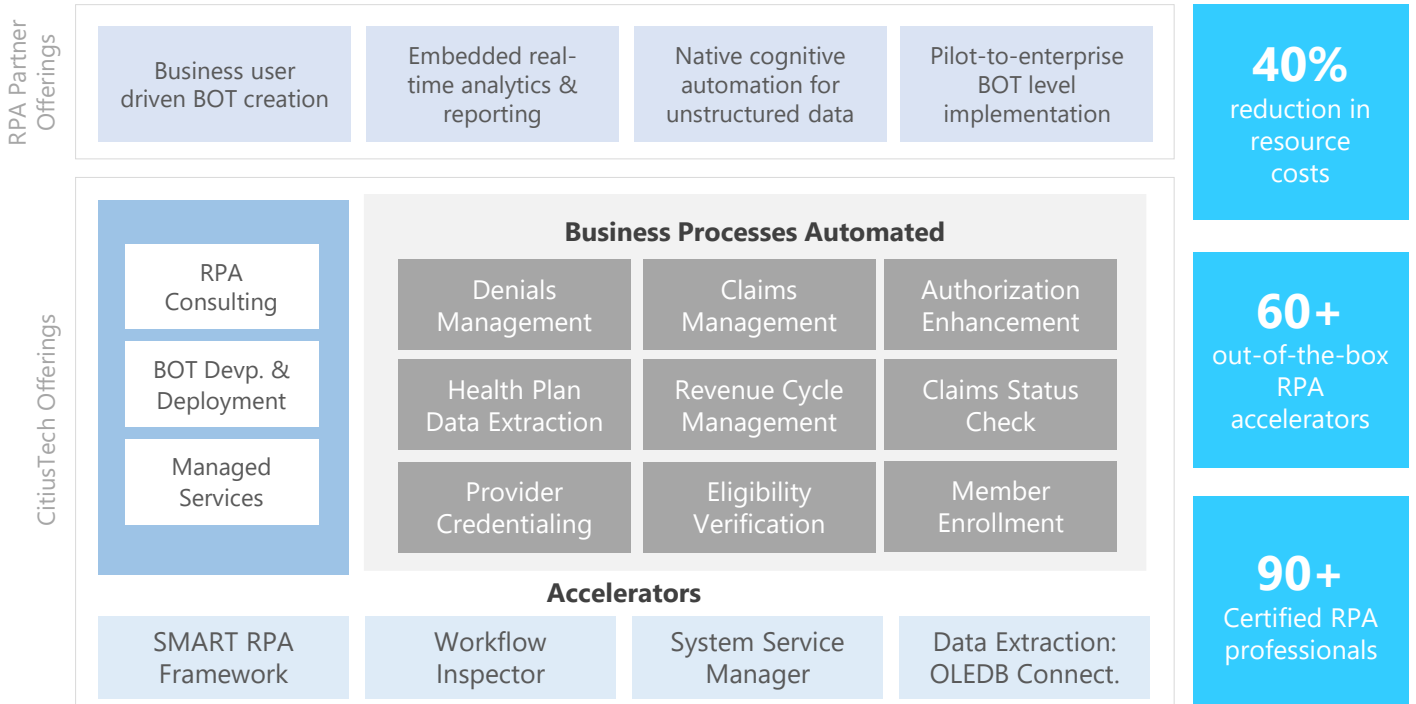 RPA Partner
Offerings
Business user
driven BOT creation
Embedded real-
time analytics &
reporting
Native cognitive
automation for
unstructured data
Pilot-to-enterprise
BOT level
implementation
40%
reduction in
resource
costs
CitiusTech Offerings
RPA
Consulting
BOT Devp. &
Deployment
Managed
Services
Business Processes Automated
Denials
Management
Claims
Management
Authorization
Enhancement
Health Plan
Data Extraction
Revenue Cycle
Management
Claims Status
Check
Provider
Credentialing
Eligibility
Verification
Member
Enrollment
60+
out-of-the-box
RPA
accelerators
Accelerators
SMART RPA
Framework
Workflow
Inspector
System Service
Manager
Data Extraction:
OLEDB Connect.
90+
Certified RPA
professionals